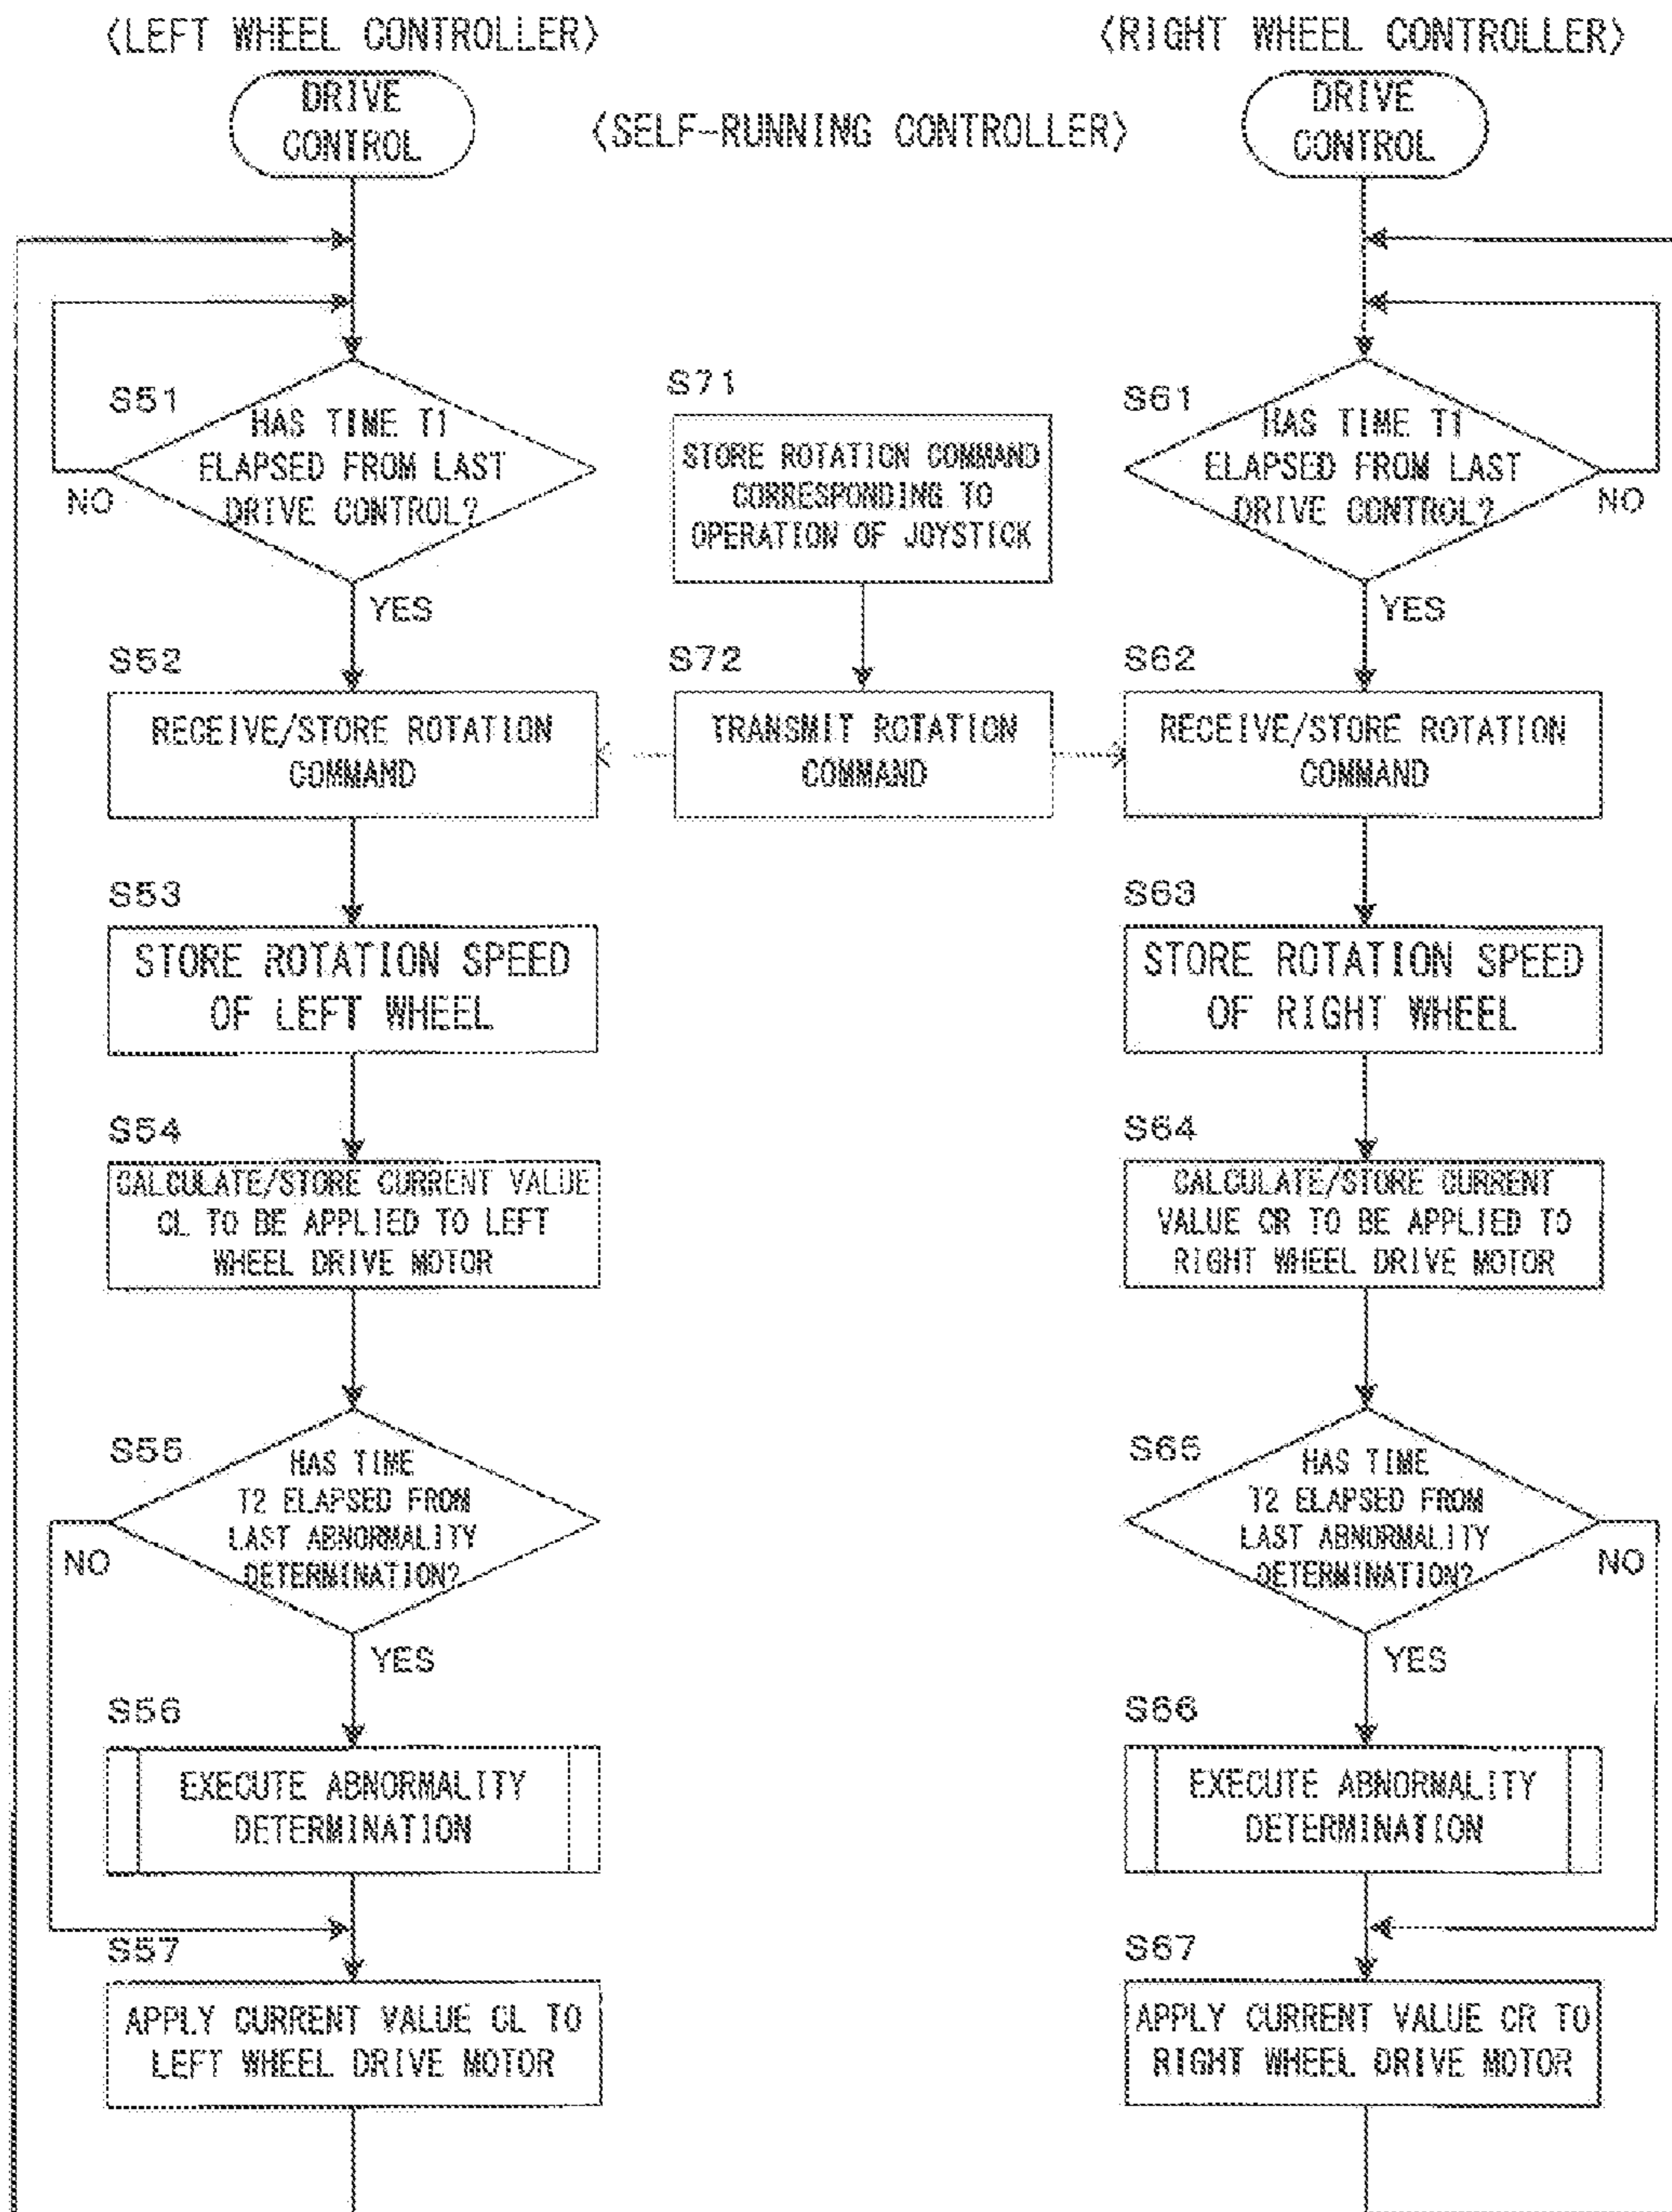 <LEFT WHEEL CONTROLLER>
DRIVE
CONTROL
S51
HAS TIME T1
ELAPSED FROM LAST
DRIVE CONTROL?
NO
YES
S52
RECEIVE/STORE ROTATION
COMMAND
S53
STORE ROTATION SPEED
OF LEFT WHEEL
S54
CALCULATE/STORE CURRENT VALUE
CL TO BE APPLIED TO LEFT
WHEEL DRIVE MOTOR
S55
HAS TIME
T2 ELAPSED FROM
LAST ABNORMALITY
DETERMINATION?
NO
YES
S56
EXECUTE ABNORMALITY
DETERMINATION
S57
APPLY CURRENT VALUE CL TO
LEFT WHEEL DRIVE MOTOR
<SELF-RUNNING CONTROLLER>
S71
STORE ROTATION COMMAND
CORRESPONDING TO
OPERATION OF JOYSTICK
S72
TRANSMIT ROTATION
COMMAND
<RIGHT WHEEL CONTROLLER>
DRIVE
CONTROL
S61
HAS TIME T1
ELAPSED FROM LAST
DRIVE CONTROL?
NO
YES
S62
RECEIVE/STORE ROTATION
COMMAND
S63
STORE ROTATION SPEED
OF RIGHT WHEEL
S64
CALCULATE/STORE CURRENT
VALUE CR TO BE APPLIED TO
RIGHT WHEEL DRIVE MOTOR
S65
HAS TIME
T2 ELAPSED FROM
LAST ABNORMALITY
DETERMINATION?
NO
YES
S66
EXECUTE ABNORMALITY
DETERMINATION
S67
APPLY CURRENT VALUE CR TO
RIGHT WHEEL DRIVE MOTOR